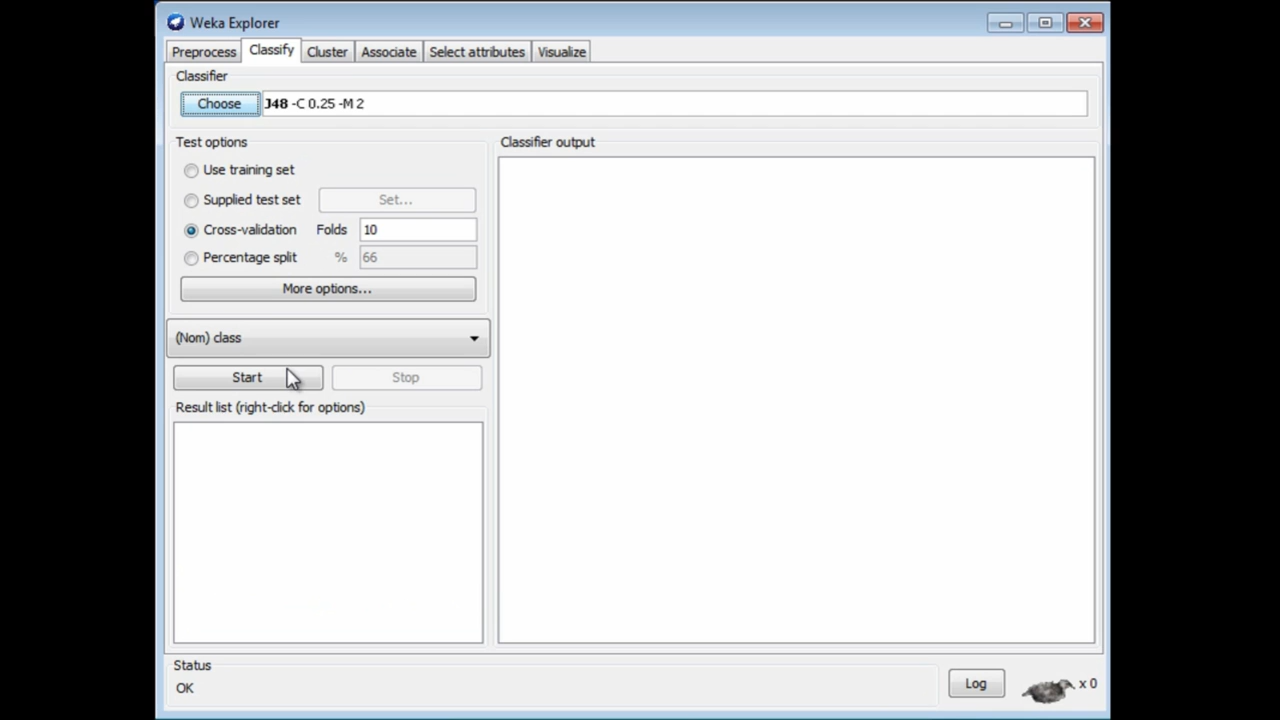 Weka Explorer
Preprocess Classify Cluster Associate Select attributes Visualize
Classifier
Choose J48 -C 0.25 -M 2
Test options
Use training set
Supplied test set Set...
Cross-validation Folds 10
Percentage split % 66
More options...
(Nom) class
Start Stop
Result list (right-click for options)
Classifier output
Status
OK
Log x 0